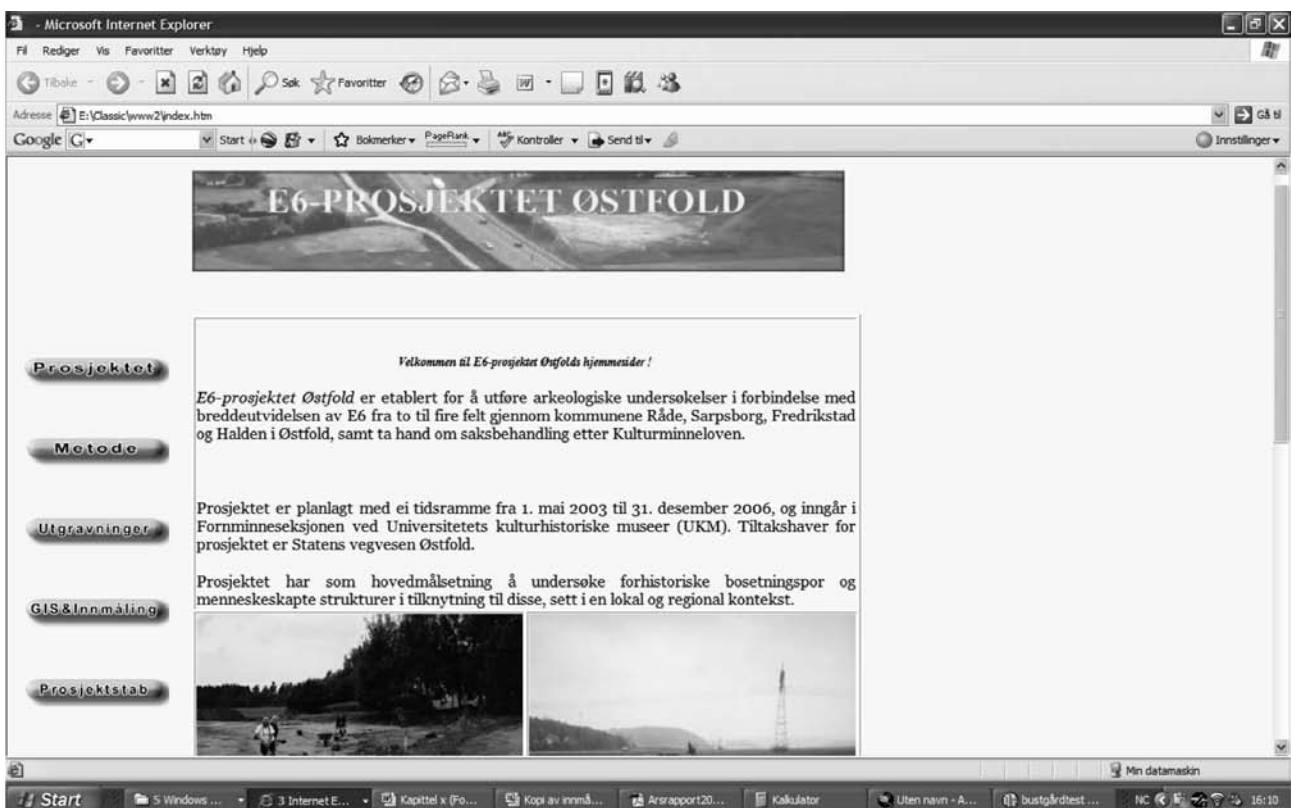 - Microsoft Internet Explorer
Fil Rediger Vis Favoritter Verktøy Hjelp
Tilbake Søk Favoritter
Adresse E:\Classic\www2\index.htm Gå til
Google G Start Bokmerker PageRank Kontroller Send til Innstillinger
E6-PROSJEKTET ØSTFOLD
Velkommen til E6-prosjektet Østfolds hjemmesider !
Prosjektet
Metode
Utgravninger
GIS&Innmåling
Prosjektstab
E6-prosjektet Østfold er etablert for å utføre arkeologiske undersøkelser i forbindelse med
breddeutvidelsen av E6 fra to til fire felt gjennom kommunene Råde, Sarpsborg, Fredrikstad
og Halden i Østfold, samt ta hand om saksbehandling etter Kulturminneloven.
Prosjektet er planlagt med ei tidsramme fra 1. mai 2003 til 31. desember 2006, og inngår i
Fornminneseksjonen ved Universitetets kulturhistoriske museer (UKM). Tiltakshaver for
prosjektet er Statens vegvesen Østfold.
Prosjektet har som hovedmålsetning å undersøke forhistoriske bosetningspor og
menneskeskapte strukturer i tilknytning til disse, sett i en lokal og regional kontekst.
Min datamaskin
Start 5 Windows ... 3 Internet E... Kapittel x (Fo... Kopi av innmå... Arsrapport20... Kalkulator Uten navn - A... bustgårdtest ... NC 16:10